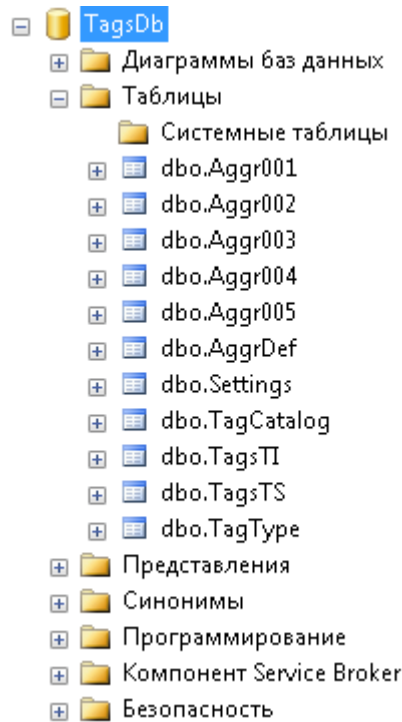 TagsDb
Диаграммы баз данных
Таблицы
Системные таблицы
dbo.Aggr001
dbo.Aggr002
dbo.Aggr003
dbo.Aggr004
dbo.Aggr005
dbo.AggrDef
dbo.Settings
dbo.TagCatalog
dbo.TagsTI
dbo.TagsTS
dbo.TagType
Представления
Синонимы
Программирование
Компонент Service Broker
Безопасность